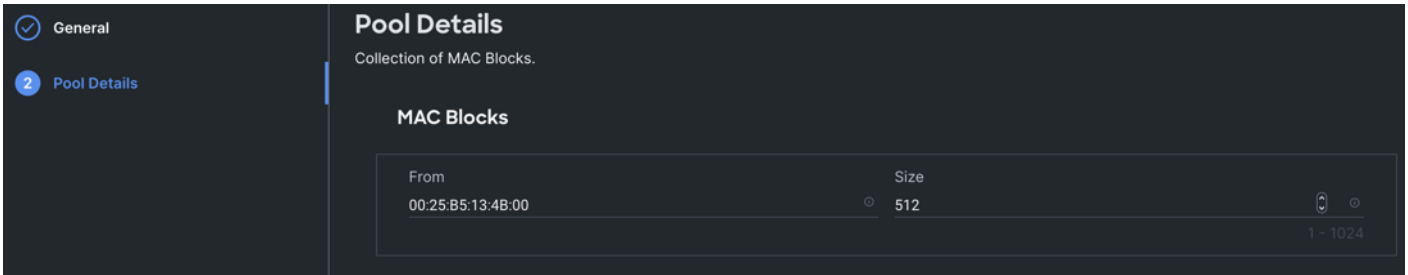 General
2 Pool Details
Pool Details
Collection of MAC Blocks.
MAC Blocks
From
Size
00:25:B5:13:4B:00
512
1 - 1024